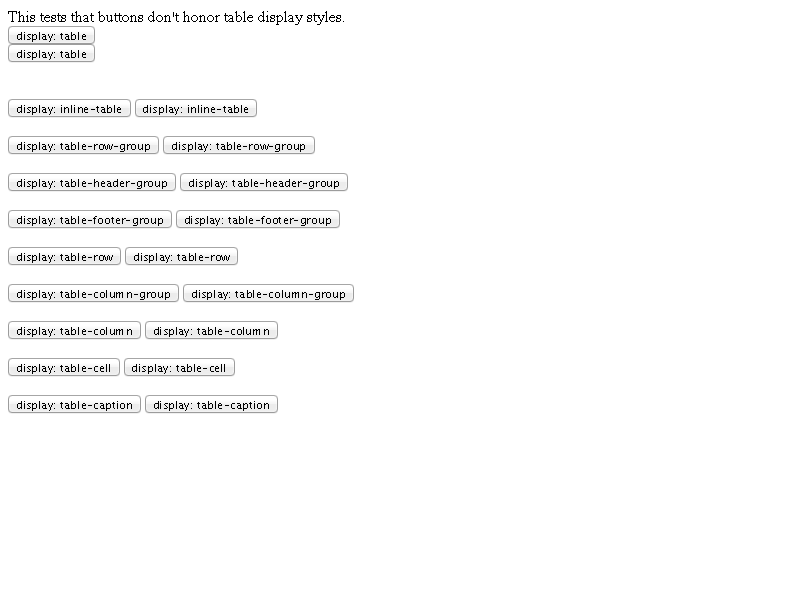 This tests that buttons don't honor table display styles.
display: table
display: table
display: inline-table display: inline-table
display: table-row-group display: table-row-group
display: table-header-group display: table-header-group
display: table-footer-group display: table-footer-group
display: table-row display: table-row
display: table-column-group display: table-column-group
display: table-column display: table-column
display: table-cell display: table-cell
display: table-caption display: table-caption